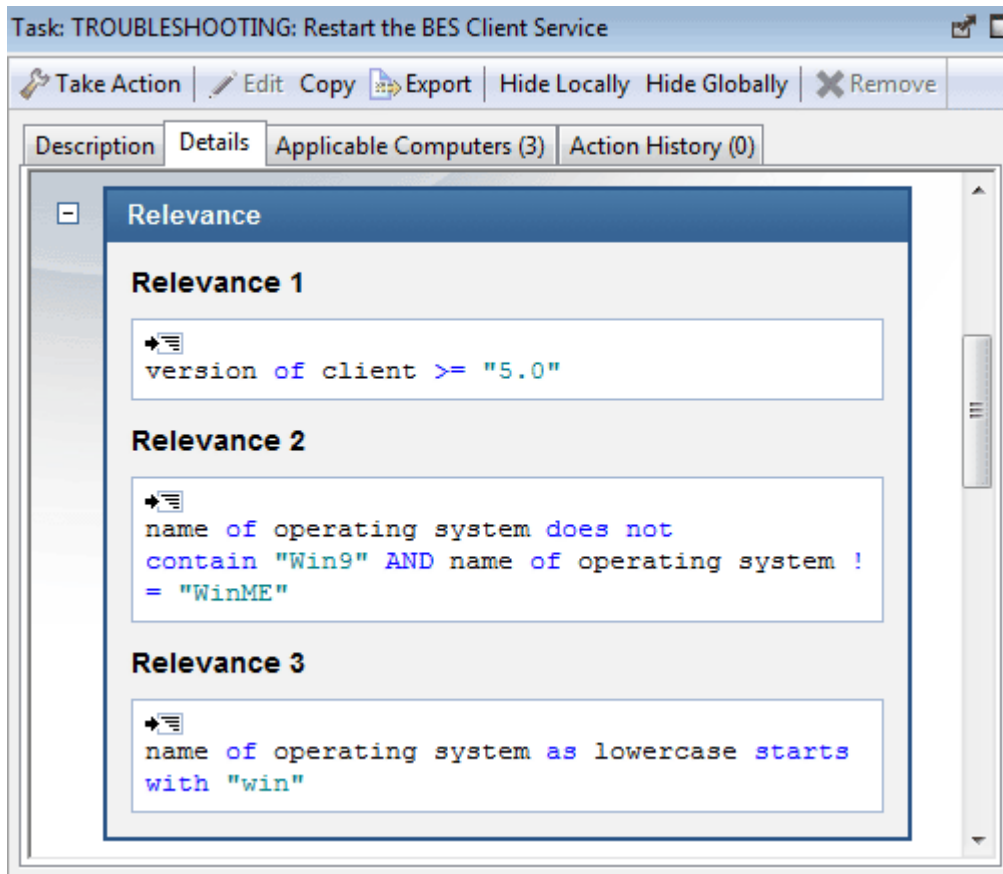 Task: TROUBLESHOOTING: Restart the BES Client Service
Take Action Edit Copy Export Hide Locally Hide Globally Remove
Description Details Applicable Computers (3) Action History (0)
Relevance
Relevance 1
version of client >= "5.0"
Relevance 2
name of operating system does not
contain "Win9" AND name of operating system !
= "WinME"
Relevance 3
name of operating system as lowercase starts
with "win"